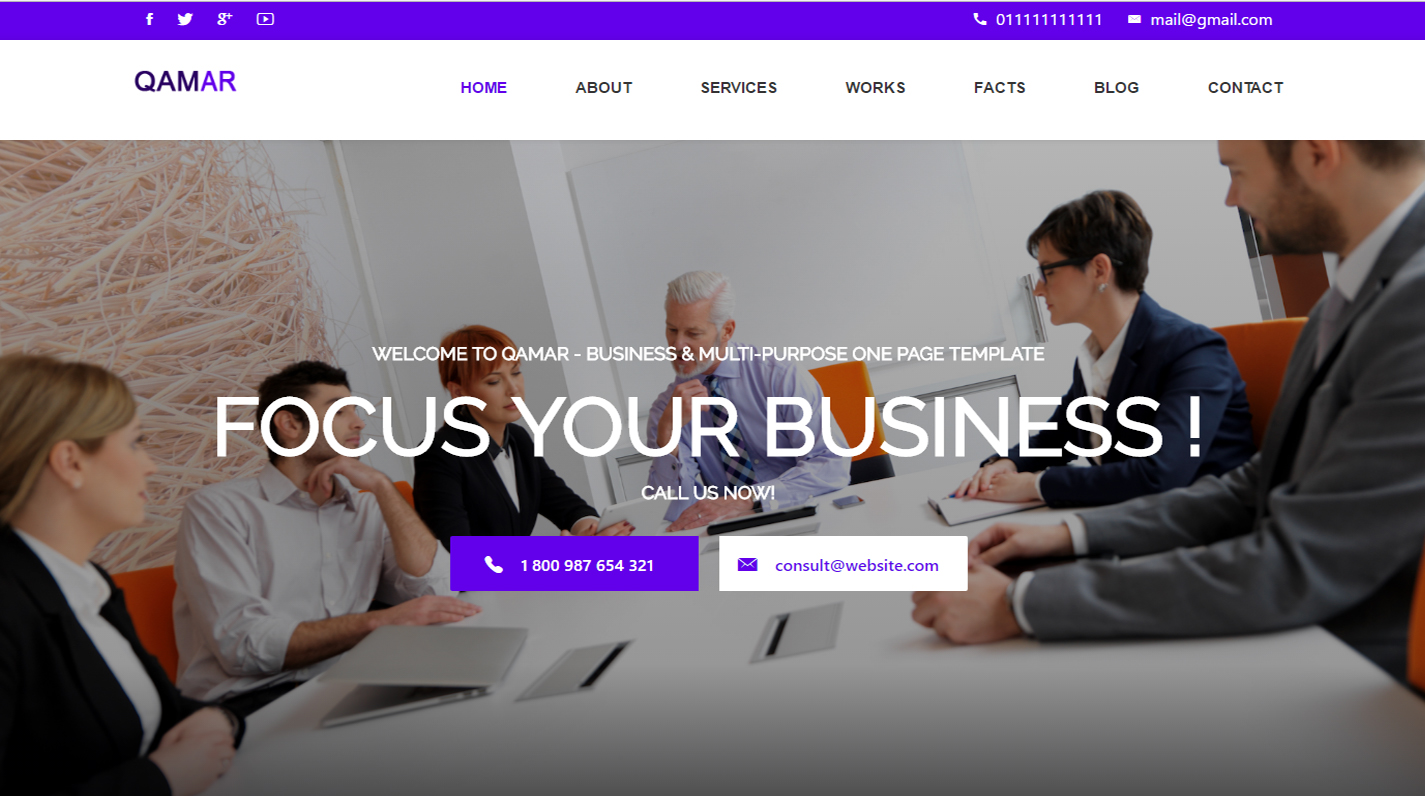 011111111111 mail@gmail.com
QAMAR
HOME ABOUT SERVICES WORKS FACTS BLOG CONTACT
WELCOME TO QAMAR - BUSINESS & MULTI-PURPOSE ONE PAGE TEMPLATE
FOCUS YOUR BUSINESS !
CALL US NOW!
1 800 987 654 321 consult@website.com